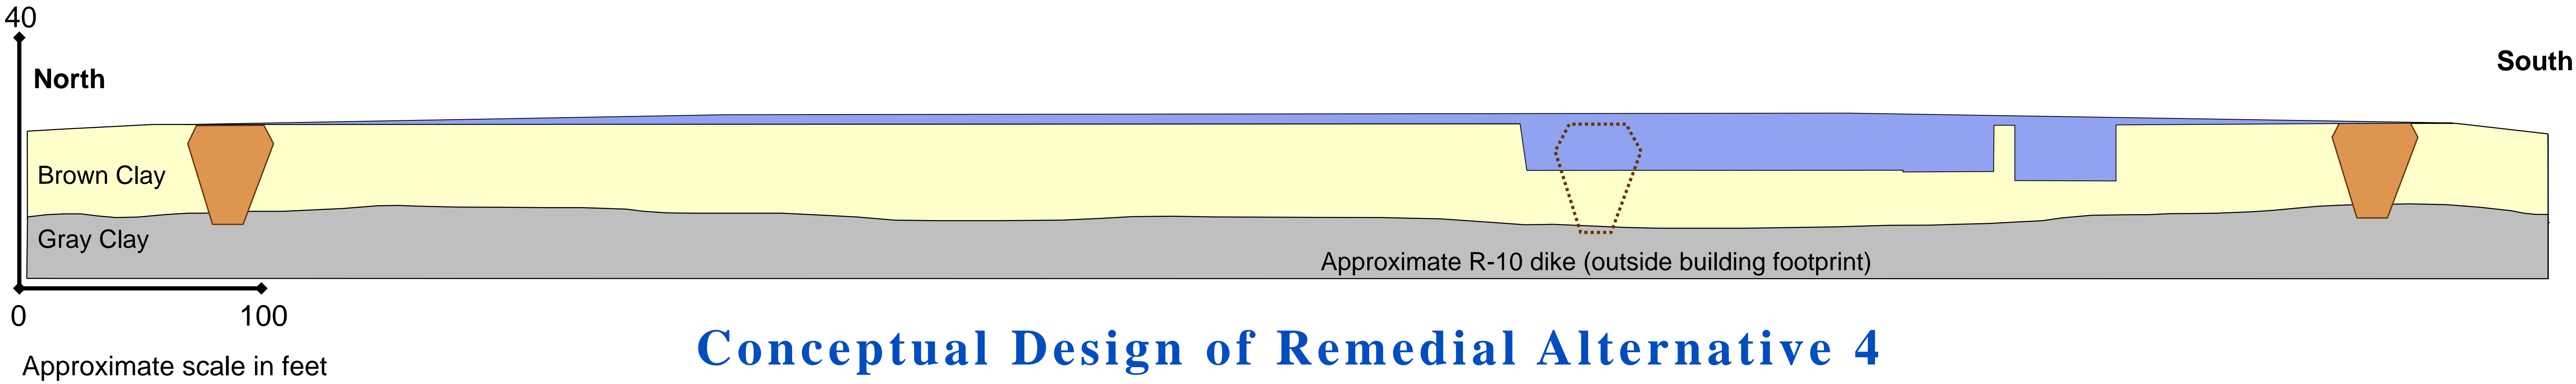 40
North
South
Brown Clay
Gray Clay
Approximate R-10 dike (outside building footprint)
0
100
Approximate scale in feet
Conceptual Design of Remedial Alternative 4